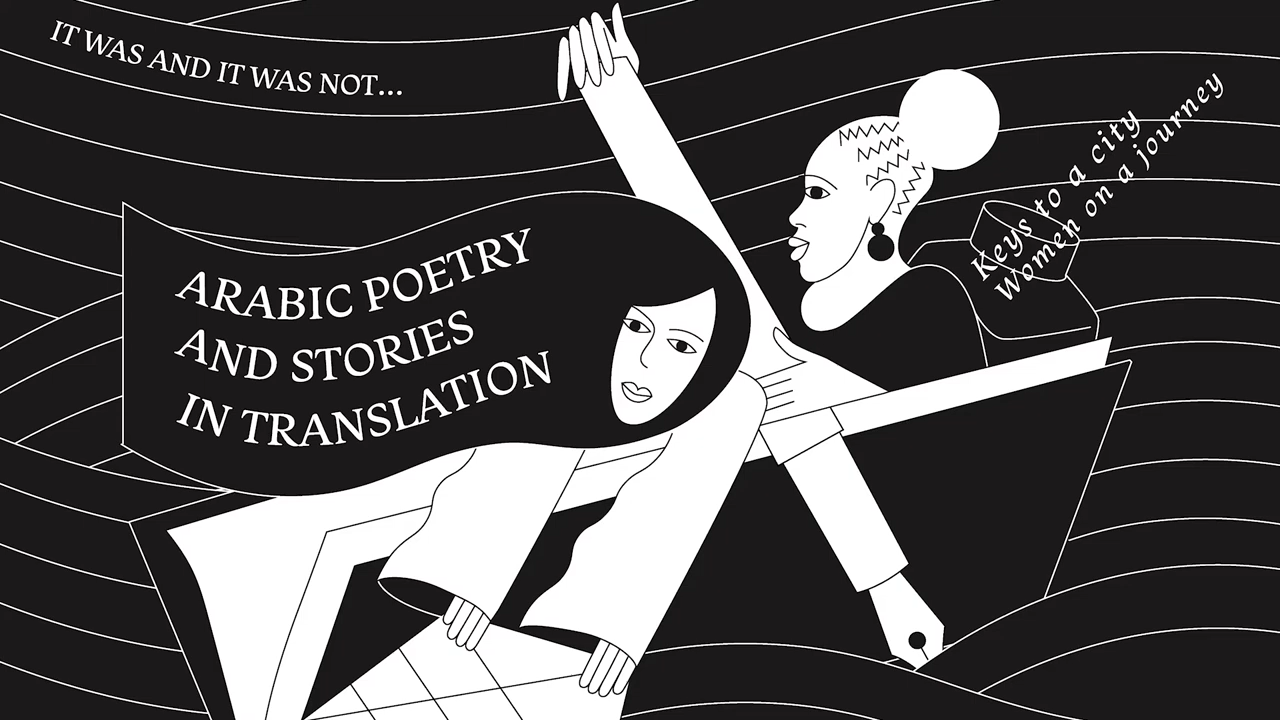 IT WAS AND IT WAS NOT...
ARABIC POETRY
AND STORIES
IN TRANSLATION
Keys to a city
Women on a journey